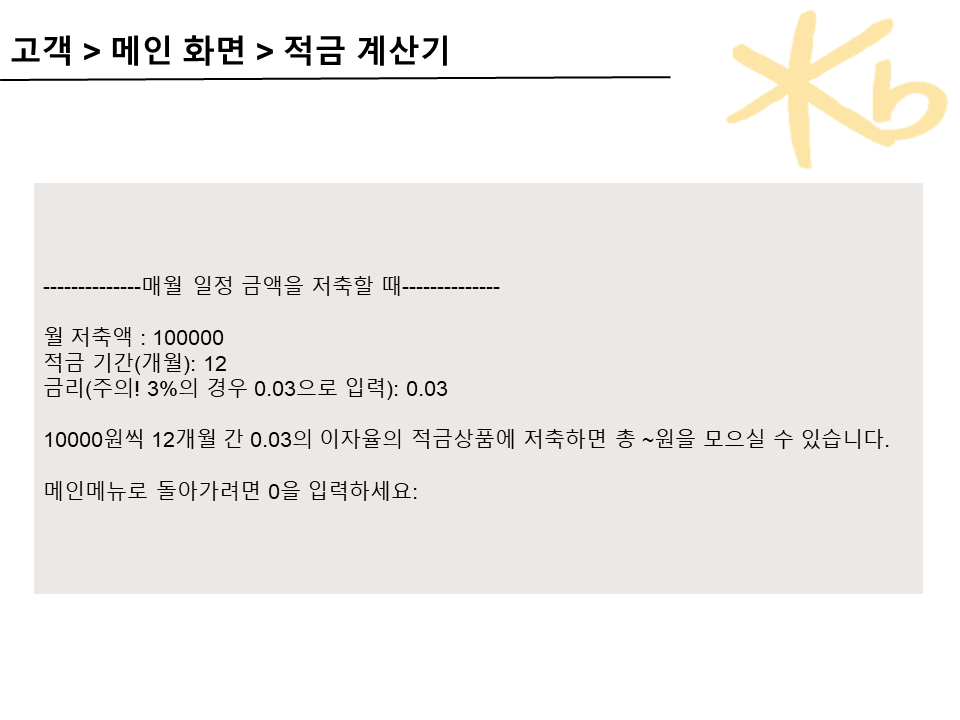 고객 > 메인 화면 > 적금 계산기
Kb
--------------매월 일정 금액을 저축할 때--------------
월 저축액 : 100000
적금 기간(개월): 12
금리(주의! 3%의 경우 0.03으로 입력): 0.03
10000원씩 12개월 간 0.03의 이자율의 적금상품에 저축하면 총 ~원을 모으실 수 있습니다.
메인메뉴로 돌아가려면 0을 입력하세요: